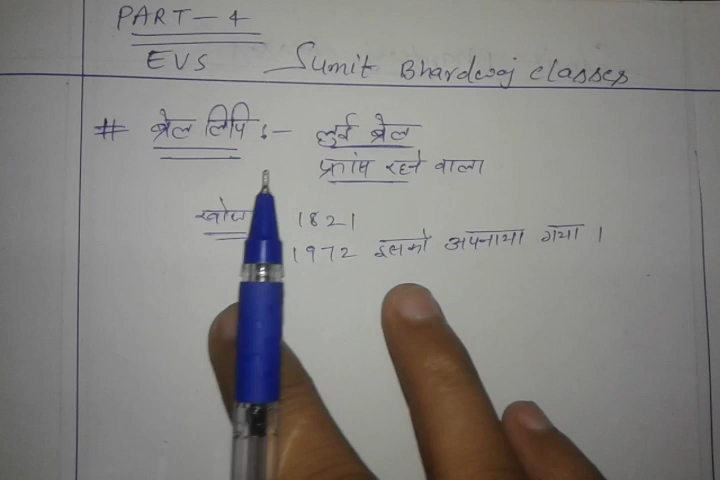 PART - 4
EVS Sumit Bhardwaj classes
# ब्रेल लिपि :- लुई ब्रेल
फ्रांस रहने वाला
खोज 1821
1972 इसको अपनाया गया ।